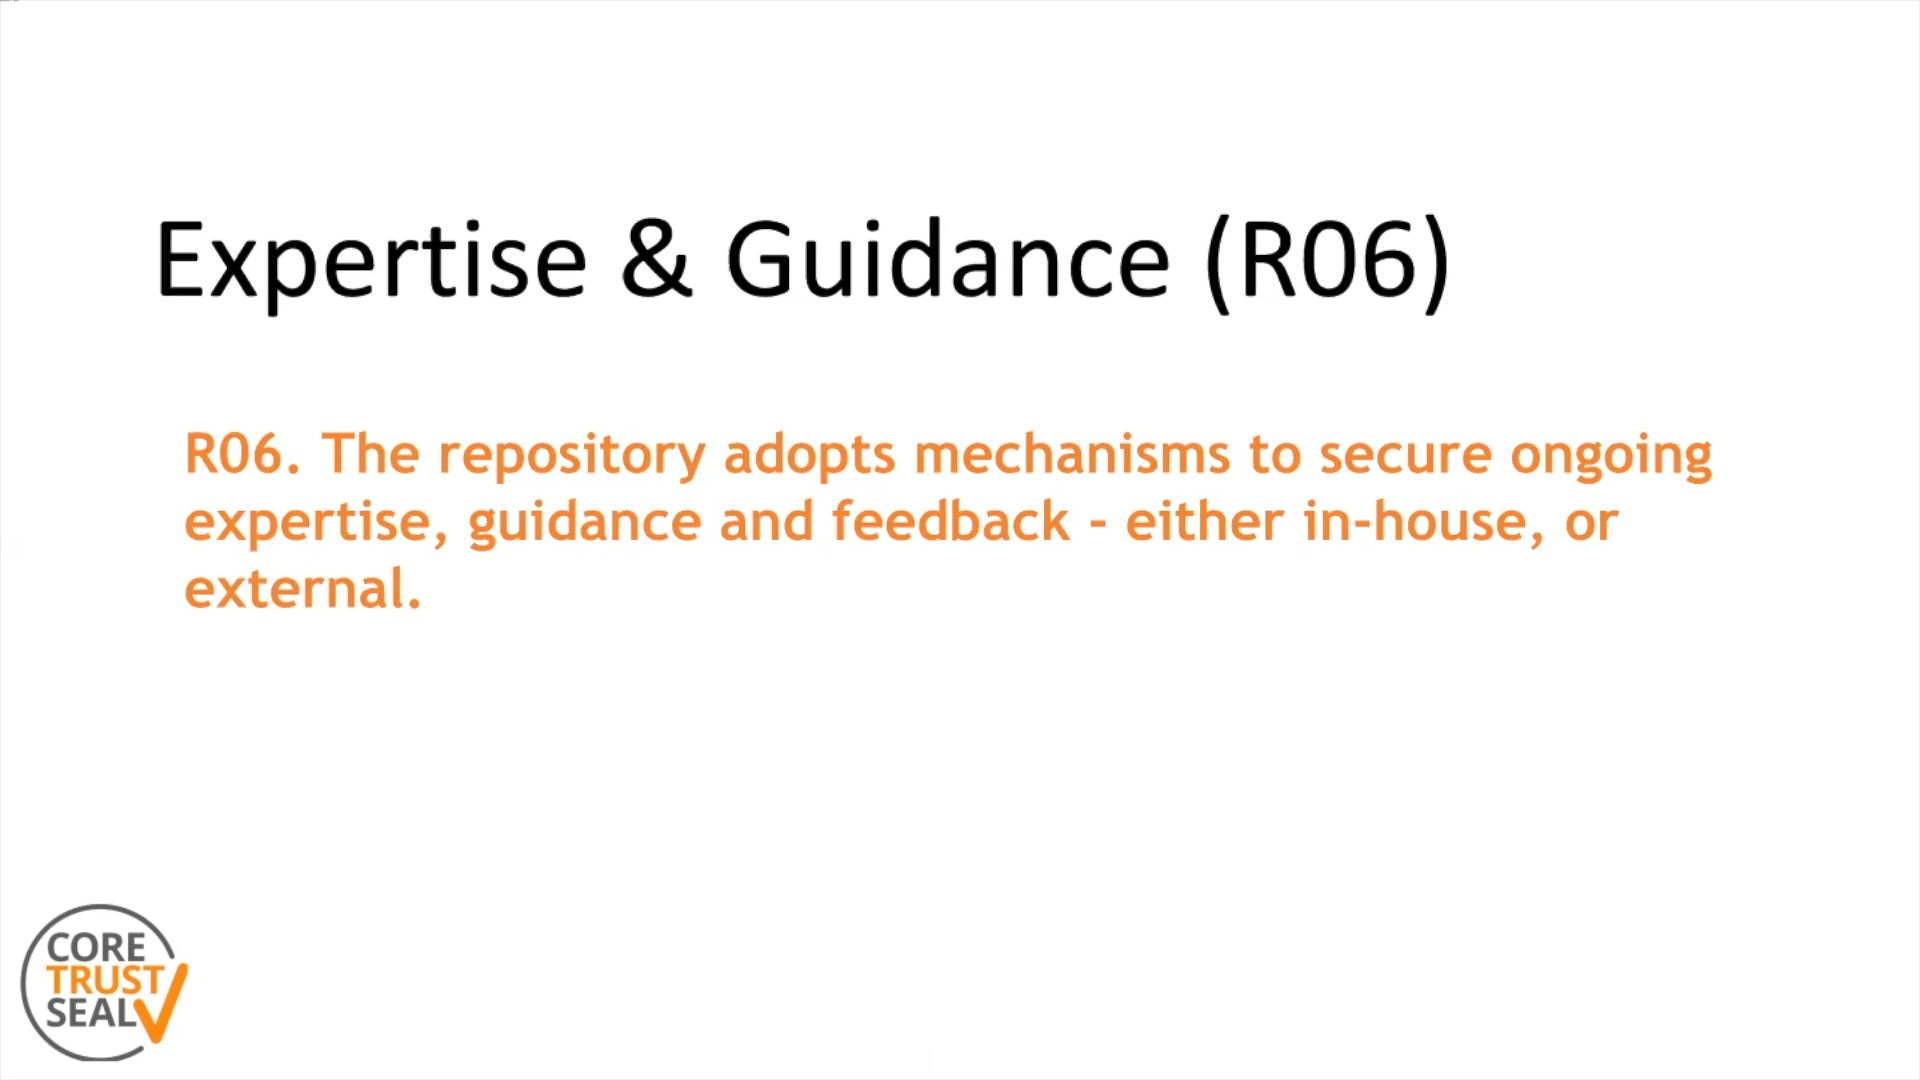 Expertise & Guidance (R06)
R06. The repository adopts mechanisms to secure ongoing
expertise, guidance and feedback - either in-house, or
external.
CORE
TRUST
SEAL